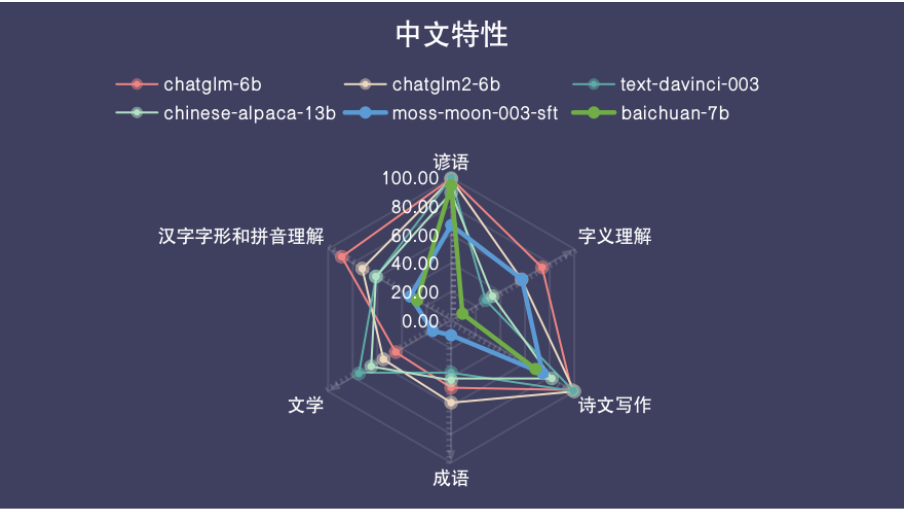 中文特性
chatglm-6b chatglm2-6b text-davinci-003
chinese-alpaca-13b moss-moon-003-sft baichuan-7b
谚语
100.00
80.00
汉字字形和拼音理解 60.00 字义理解
40.00
20.00
0.00
文学 诗文写作
成语